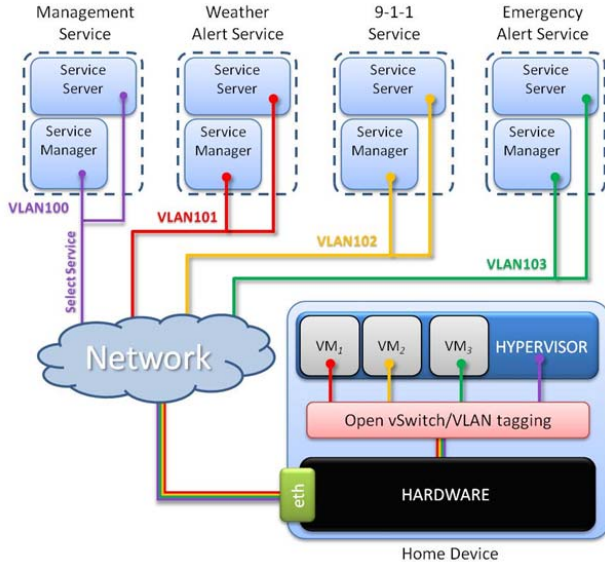 Management
Service
Weather
Alert Service
9-1-1
Service
Emergency
Alert Service
Service
Server
Service
Manager
Service
Server
Service
Manager
Service
Server
Service
Manager
Service
Server
Service
Manager
VLAN100
VLAN101
VLAN102
VLAN103
Select Service
Network
VM1
VM2
VM3
HYPERVISOR
Open vSwitch/VLAN tagging
eth
HARDWARE
Home Device